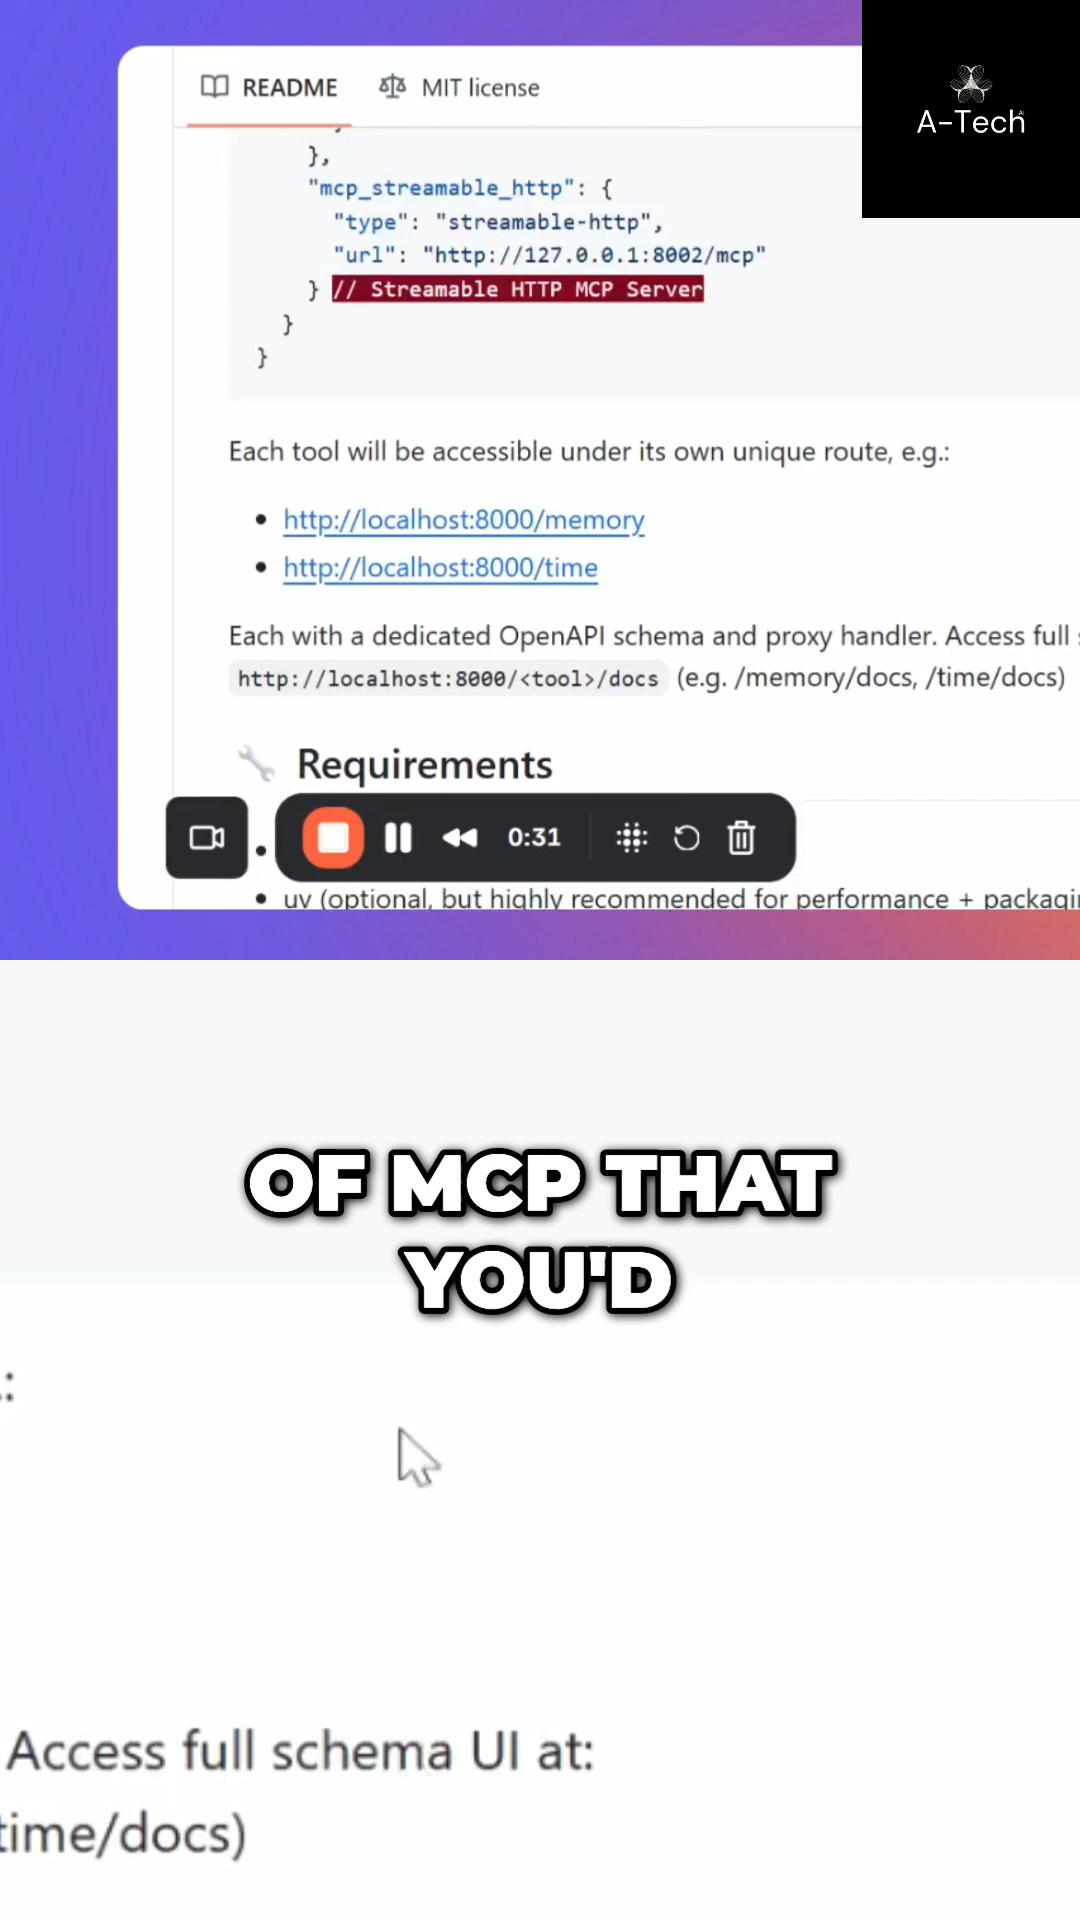 README
MIT license
A-Tech
},
"mcp_streamable_http": {
"type": "streamable-http",
"url": "http://127.0.0.1:8002/mcp"
} // Streamable HTTP MCP Server
}
}
Each tool will be accessible under its own unique route, e.g.:
• http://localhost:8000/memory
• http://localhost:8000/time
Each with a dedicated OpenAPI schema and proxy handler. Access full
http://localhost:8000/<tool>/docs (e.g. /memory/docs, /time/docs)
Requirements
0:31
• uv (optional, but highly recommended for performance +
OF MCP THAT
YOU'D
.:
Access full schema UI at:
time/docs)